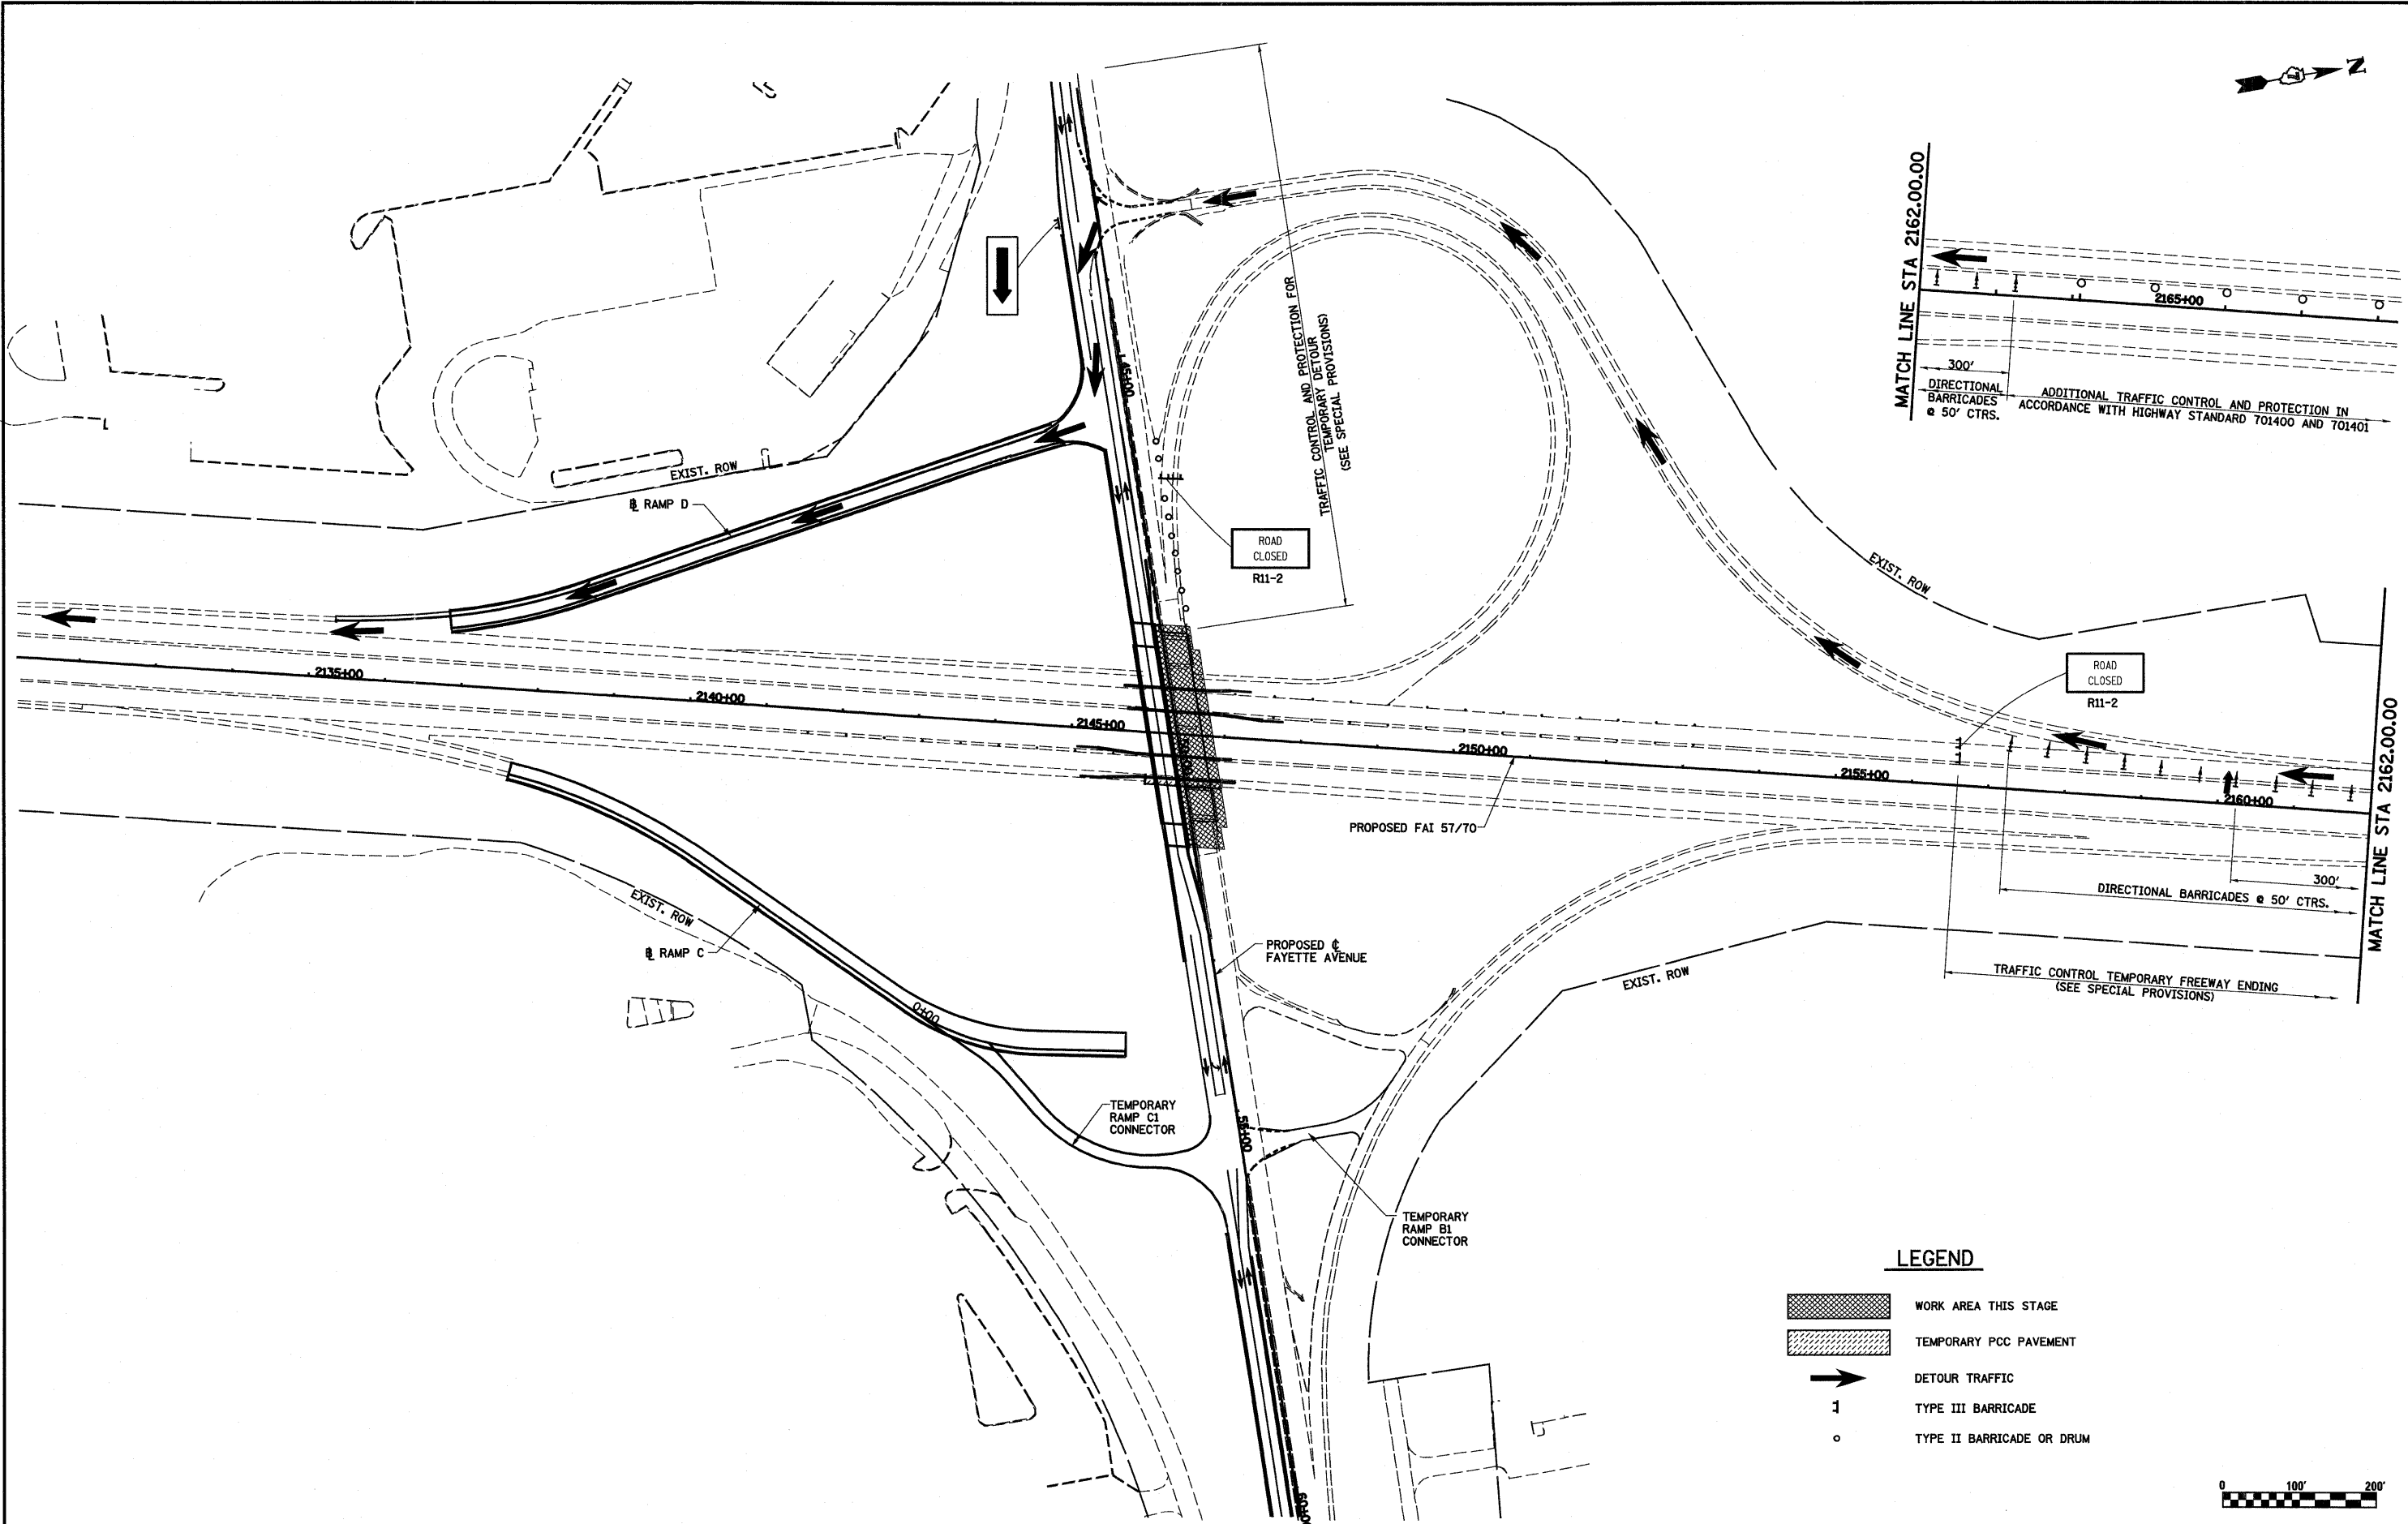 N
MATCH LINE STA 2162.00.00
2165+00
300'
DIRECTIONAL
BARRICADES
@ 50' CTRS.
ADDITIONAL TRAFFIC CONTROL AND PROTECTION IN
ACCORDANCE WITH HIGHWAY STANDARD 701400 AND 701401
TRAFFIC CONTROL AND PROTECTION FOR
TEMPORARY DETOUR
(SEE SPECIAL PROVISIONS)
45+00
EXIST. ROW
℄ RAMP D
ROAD
CLOSED
R11-2
EXIST. ROW
ROAD
CLOSED
R11-2
2135+00
2140+00
2145+00
2150+00
2155+00
2160+00
PROPOSED FAI 57/70
300'
DIRECTIONAL BARRICADES @ 50' CTRS.
TRAFFIC CONTROL TEMPORARY FREEWAY ENDING
(SEE SPECIAL PROVISIONS)
MATCH LINE STA 2162.00.00
EXIST. ROW
℄ RAMP C
PROPOSED ℄
FAYETTE AVENUE
EXIST. ROW
0+00
TEMPORARY
RAMP C1
CONNECTOR
55+00
TEMPORARY
RAMP B1
CONNECTOR
60+00
LEGEND
WORK AREA THIS STAGE
TEMPORARY PCC PAVEMENT
DETOUR TRAFFIC
TYPE III BARRICADE
TYPE II BARRICADE OR DRUM
0 100' 200'